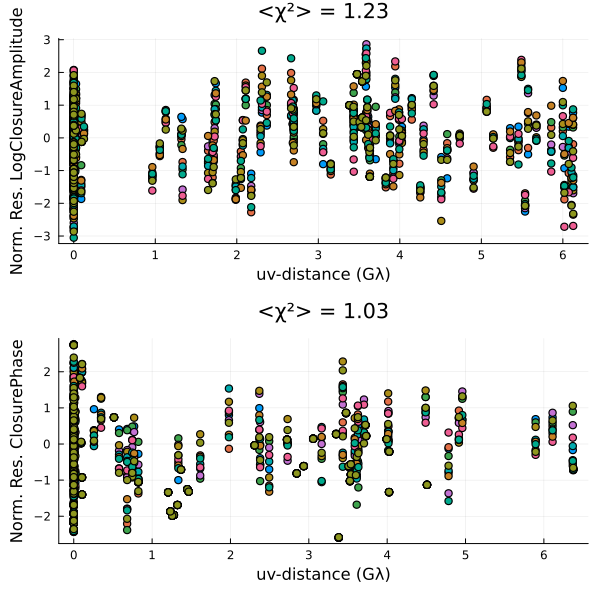 <χ²> = 1.23
Norm. Res. LogClosureAmplitude
3
2
1
0
−1
−2
−3
0 1 2 3 4 5 6
uv-distance (Gλ)
<χ²> = 1.03
Norm. Res. ClosurePhase
2
1
0
−1
−2
0 1 2 3 4 5 6
uv-distance (Gλ)